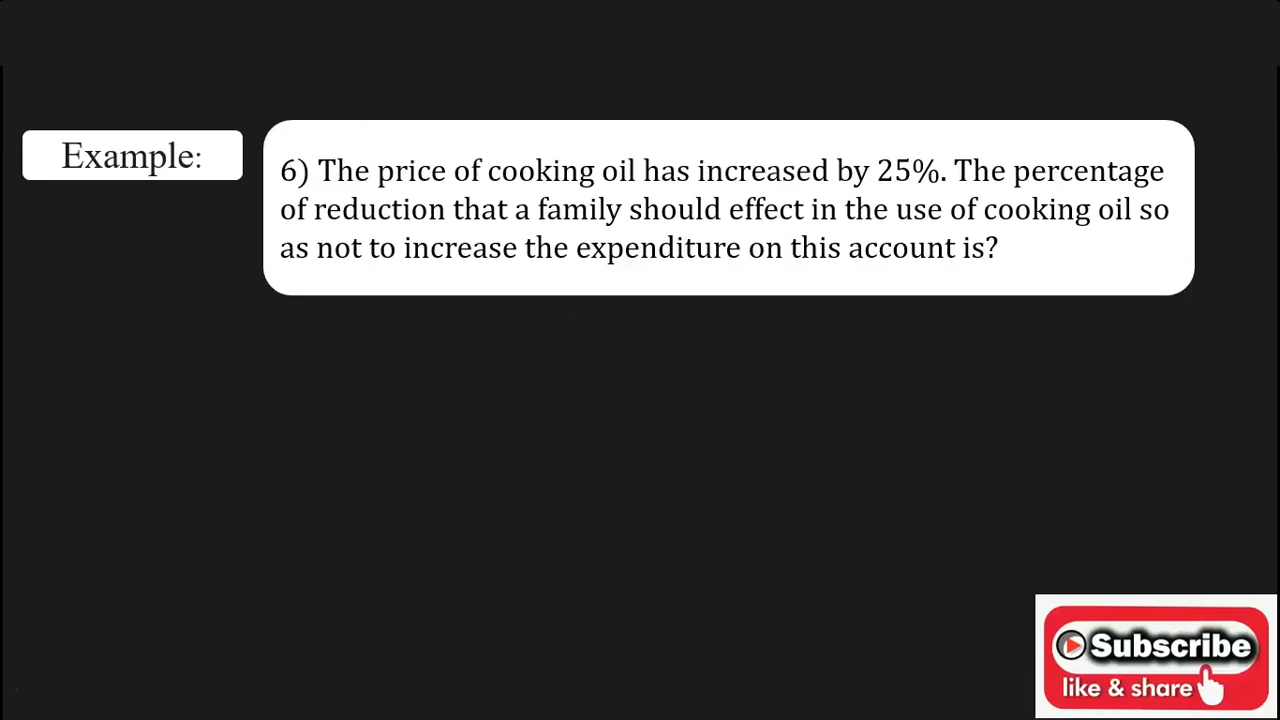 Example:
6) The price of cooking oil has increased by 25%. The percentage
of reduction that a family should effect in the use of cooking oil so
as not to increase the expenditure on this account is?
Subscribe
like & share